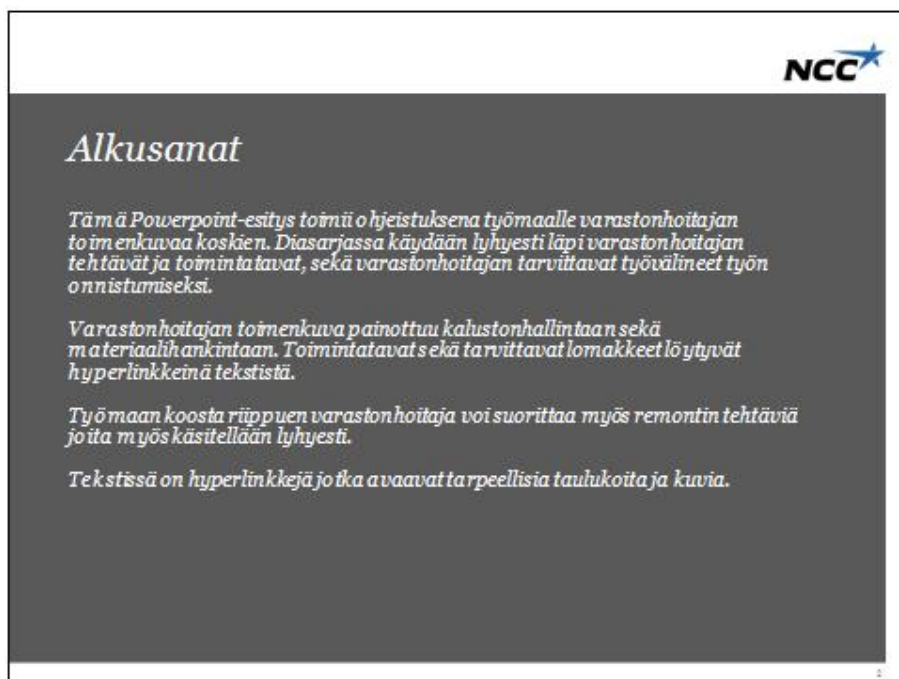 NCC
Alkusanat
Tämä Powerpoint-esitys toimii ohjeistuksena työmaalle varastonhoitajan
toimenkuvaa koskien. Diasarjassa käydään lyhyesti läpi varastonhoitajan
tehtävät ja toimintatavat, sekä varastonhoitajan tarvittavat työvälineet työn
onnistumiseksi.
Varastonhoitajan toimenkuva painottuu kalustonhallintaan sekä
materiaalihankintaan. Toimintatavat sekä tarvittavat lomakkeet löytyvät
hyperlinkkeinä tekstistä.
Työmaan koosta riippuen varastonhoitaja voi suorittaa myös remontin tehtäviä
joita myös käsitellään lyhyesti.
Tekstissä on hyperlinkkejä jotka avaavat tarpeellisia taulukoita ja kuvia.